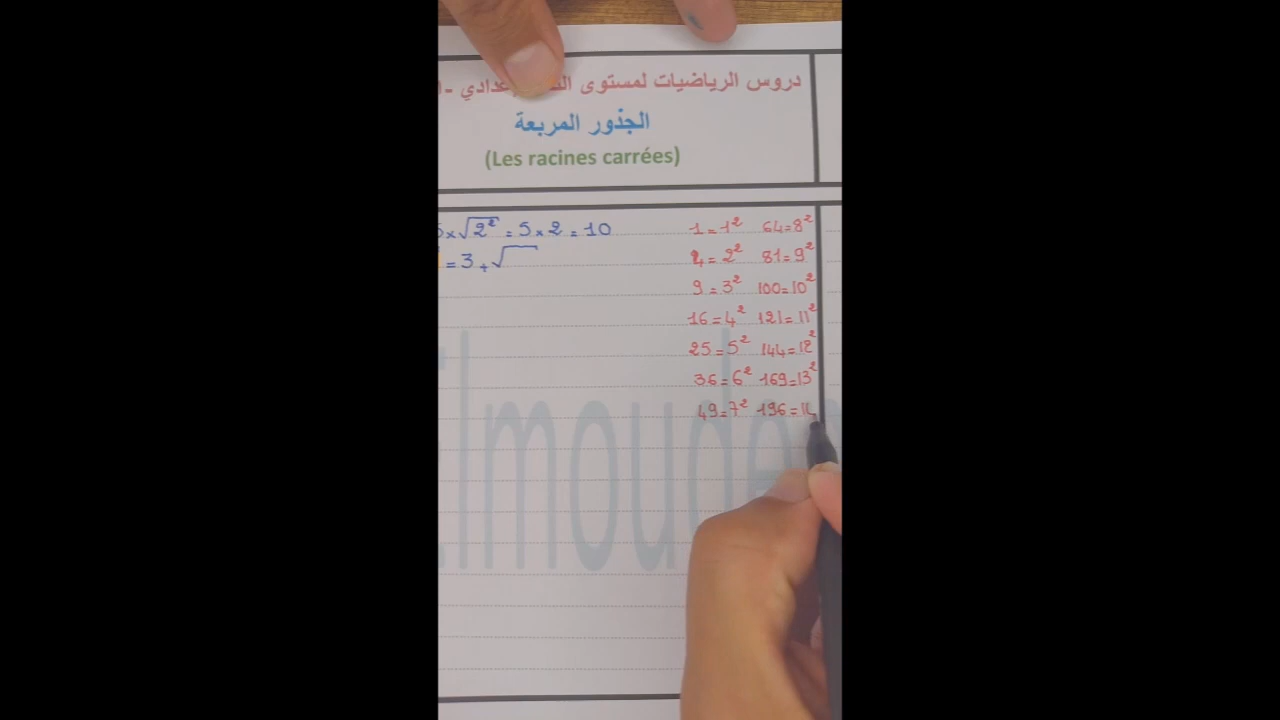 دروس الرياضيات لمستوى
الجذور المربعة
(Les racines carrées)
×√2² = 5×2 = 10
= 3 + √
1 = 1² 64 = 8²
4 = 2² 81 = 9²
9 = 3² 100 = 10²
16 = 4² 121 = 11²
25 = 5² 144 = 12²
36 = 6² 169 = 13²
49 = 7² 196 = 14
Elmouden